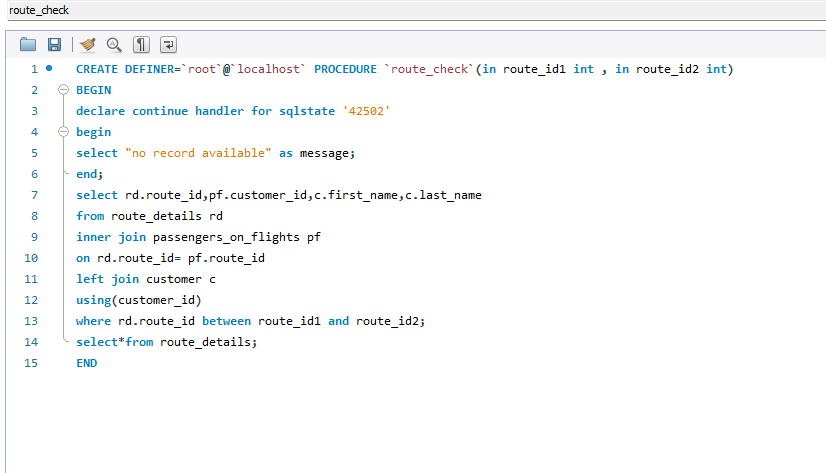 route_check
1 CREATE DEFINER=`root`@`localhost` PROCEDURE `route_check`(in route_id1 int , in route_id2 int)
2 BEGIN
3 declare continue handler for sqlstate '42502'
4 begin
5 select "no record available" as message;
6 end;
7 select rd.route_id,pf.customer_id,c.first_name,c.last_name
8 from route_details rd
9 inner join passengers_on_flights pf
10 on rd.route_id= pf.route_id
11 left join customer c
12 using(customer_id)
13 where rd.route_id between route_id1 and route_id2;
14 select*from route_details;
15 END